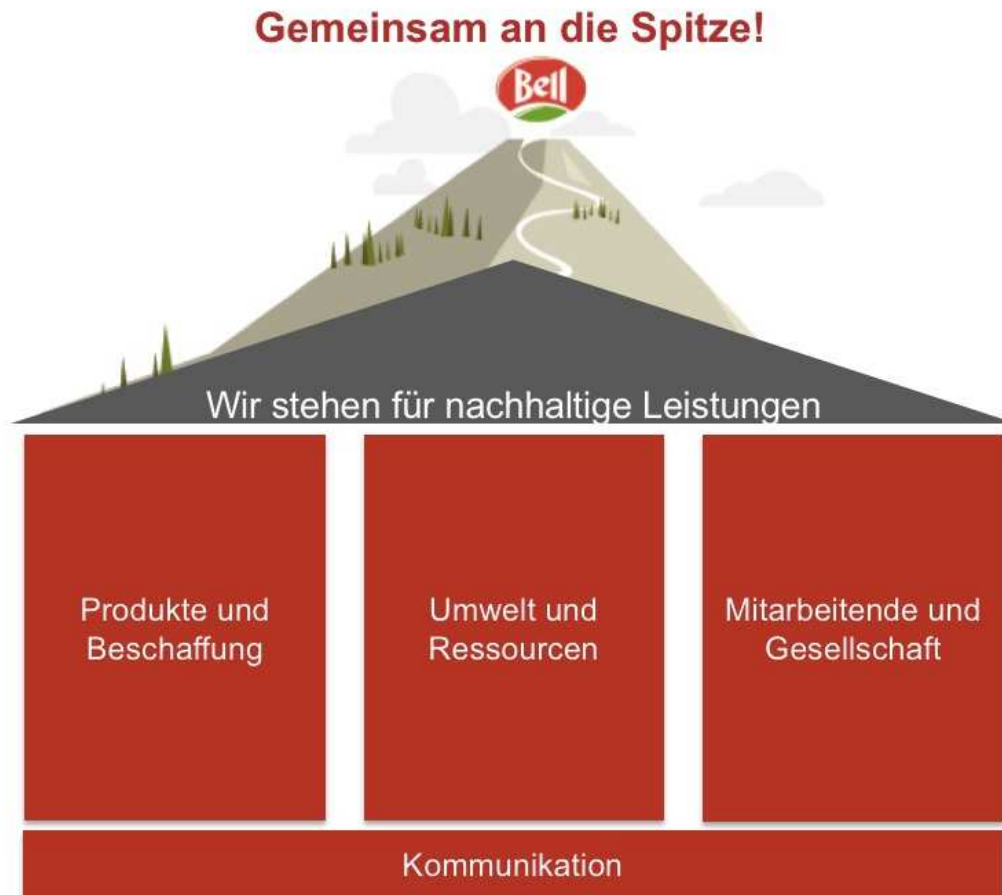 Gemeinsam an die Spitze!
Bell
Wir stehen für nachhaltige Leistungen
Produkte und
Beschaffung
Umwelt und
Ressourcen
Mitarbeitende und
Gesellschaft
Kommunikation